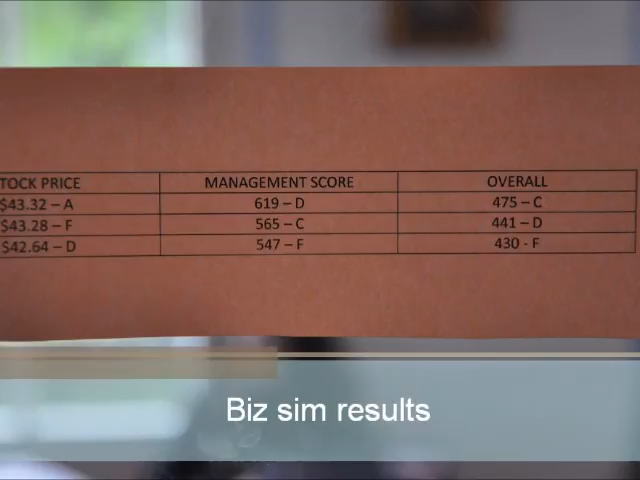 TOCK PRICE MANAGEMENT SCORE OVERALL
$43.32 – A 619 – D 475 – C
$43.28 – F 565 – C 441 – D
$42.64 – D 547 – F 430 - F
Biz sim results